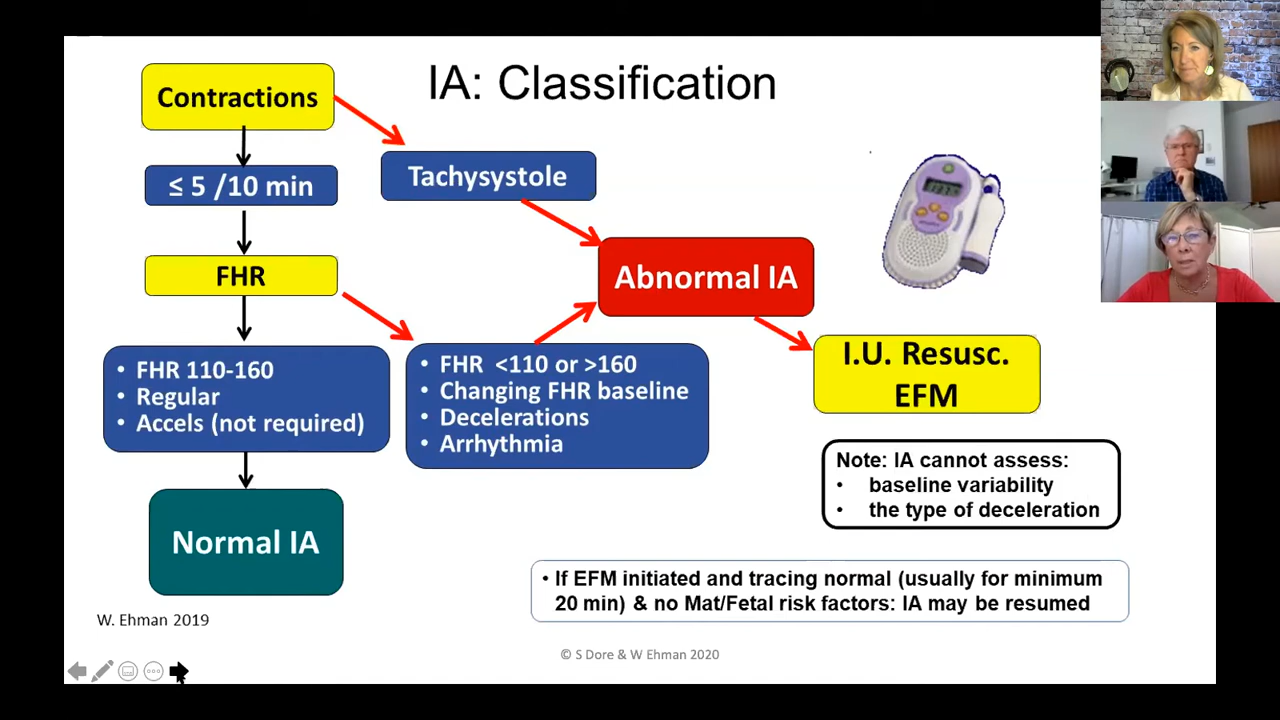 IA: Classification
Contractions
≤ 5 /10 min
Tachysystole
FHR
Abnormal IA
• FHR 110-160
• Regular
• Accels (not required)
• FHR <110 or >160
• Changing FHR baseline
• Decelerations
• Arrhythmia
I.U. Resusc.
EFM
Note: IA cannot assess:
• baseline variability
• the type of deceleration
Normal IA
• If EFM initiated and tracing normal (usually for minimum
20 min) & no Mat/Fetal risk factors: IA may be resumed
W. Ehman 2019
© S Dore & W Ehman 2020